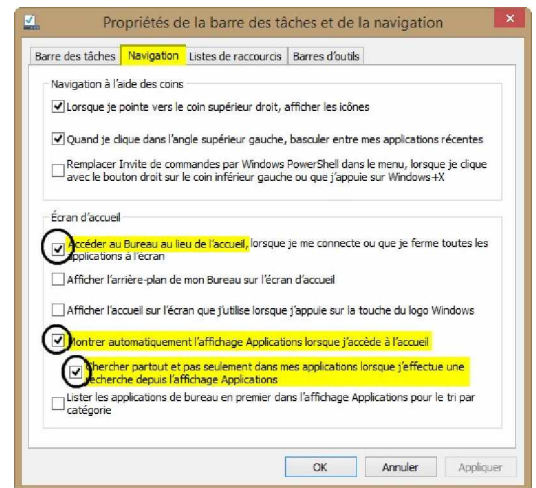 Propriétés de la barre des tâches et de la navigation
Barre des tâches Navigation Listes de raccourcis Barres d'outils
Navigation à l'aide des coins
Lorsque je pointe vers le coin supérieur droit, afficher les icônes
Quand je clique dans l'angle supérieur gauche, basculer entre mes applications récentes
Remplacer Invite de commandes par Windows PowerShell dans le menu, lorsque je clique
avec le bouton droit sur le coin inférieur gauche ou que j'appuie sur Windows+X
Écran d'accueil
Accéder au Bureau au lieu de l'accueil, lorsque je me connecte ou que je ferme toutes les
applications à l'écran
Afficher l'arrière-plan de mon Bureau sur l'écran d'accueil
Afficher l'accueil sur l'écran que j'utilise lorsque j'appuie sur la touche du logo Windows
Montrer automatiquement l'affichage Applications lorsque j'accède à l'accueil
Chercher partout et pas seulement dans mes applications lorsque j'effectue une
recherche depuis l'affichage Applications
Lister les applications de bureau en premier dans l'affichage Applications pour le tri par
catégorie
OK Annuler Appliquer